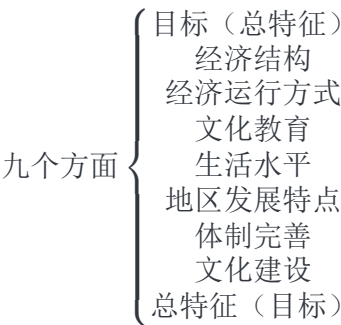 目标（总特征）
经济结构
经济运行方式
文化教育
九个方面
生活水平
地区发展特点
体制完善
文化建设
总特征（目标）